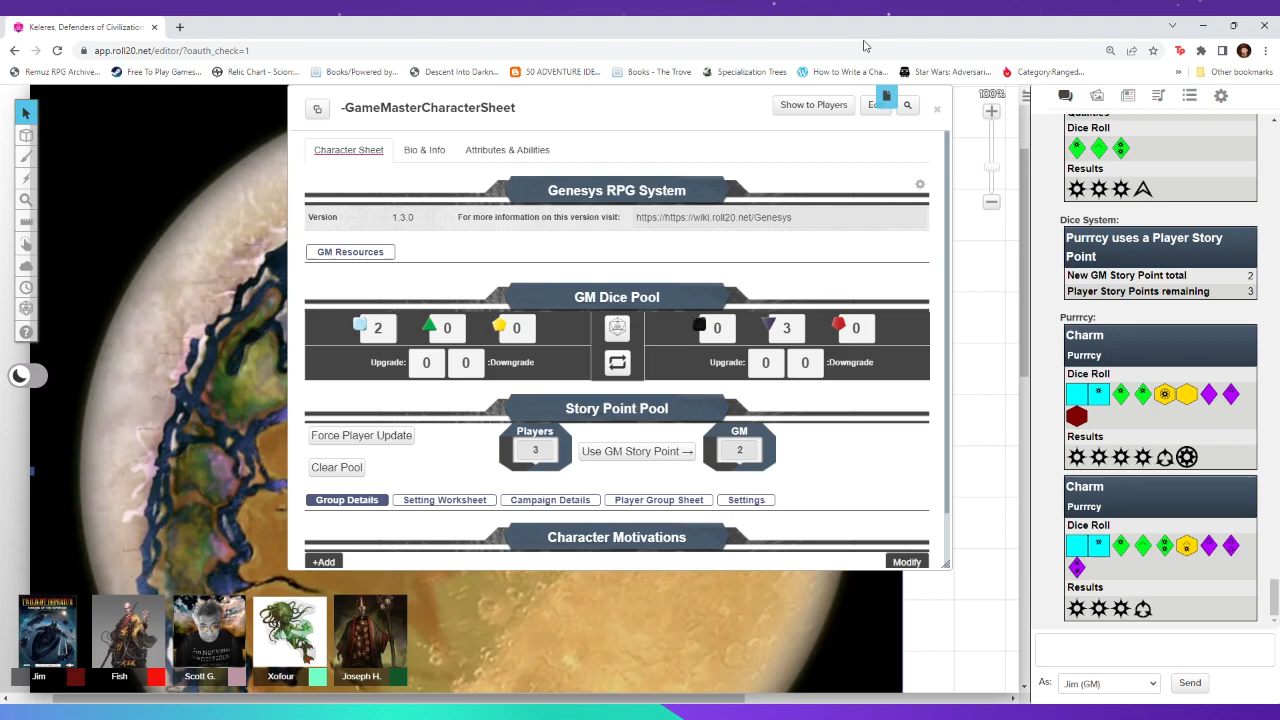 Keleres, Defenders of Civilization
app.roll20.net/editor/?oauth_check=1
Remuz RPG Archive...
Free To Play Games...
Relic Chart - Scion:...
Books/Powered by...
Descent Into Darkn...
50 ADVENTURE IDE...
Books - The Trove
Specialization Trees
How to Write a Cha...
Star Wars: Adversari...
Category:Ranged...
»
Other bookmarks
-GameMasterCharacterSheet
Show to Players
100%
Character Sheet
Bio & Info
Attributes & Abilities
Genesys RPG System
Version
1.3.0
For more information on this version visit:
https://https://wiki.roll20.net/Genesys
GM Resources
GM Dice Pool
2
0
0
0
3
0
Upgrade:
0
0
:Downgrade
Upgrade:
0
0
:Downgrade
Story Point Pool
Force Player Update
Clear Pool
Players
3
Use GM Story Point →
GM
2
Group Details
Setting Worksheet
Campaign Details
Player Group Sheet
Settings
Character Motivations
+Add
Modify
Jim
Fish
Scott G.
Xofour
Joseph H.
Dice Roll
Results
Dice System:
Purrrcy uses a Player Story
Point
New GM Story Point total
2
Player Story Points remaining
3
Purrrcy:
Charm
Purrrcy
Dice Roll
Results
Charm
Purrrcy
Dice Roll
Results
As:
Jim (GM)
Send